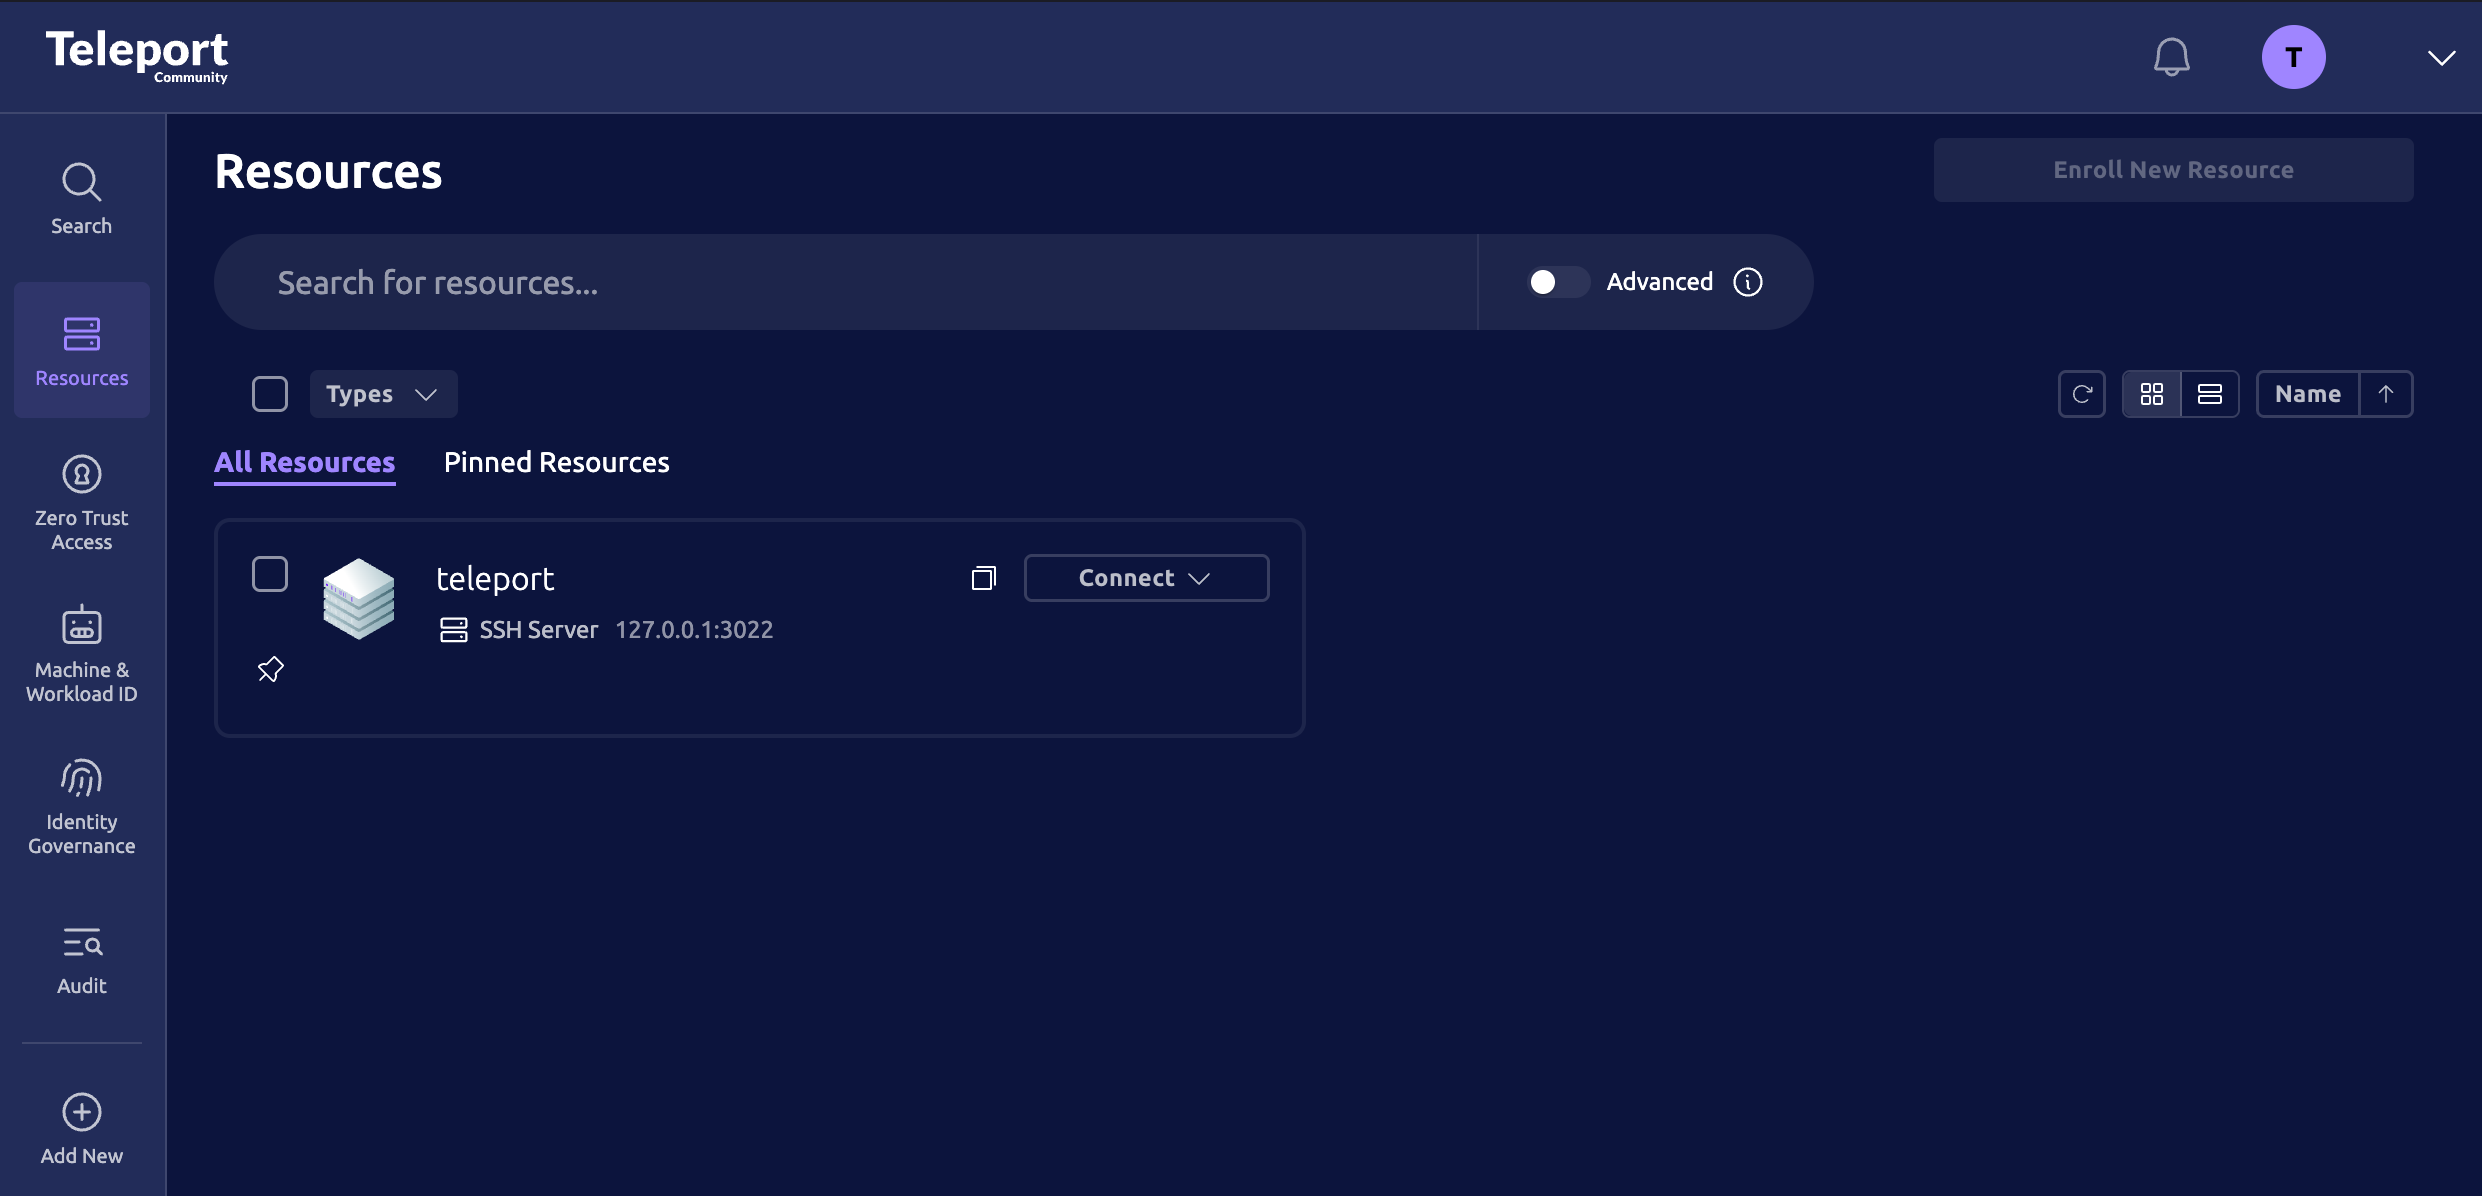 Teleport
Community
T
Search
Resources
Zero Trust
Access
Machine &
Workload ID
Identity
Governance
Audit
Add New
Resources
Enroll New Resource
Search for resources...
Advanced
Types
Name
All Resources
Pinned Resources
teleport
Connect
SSH Server 127.0.0.1:3022